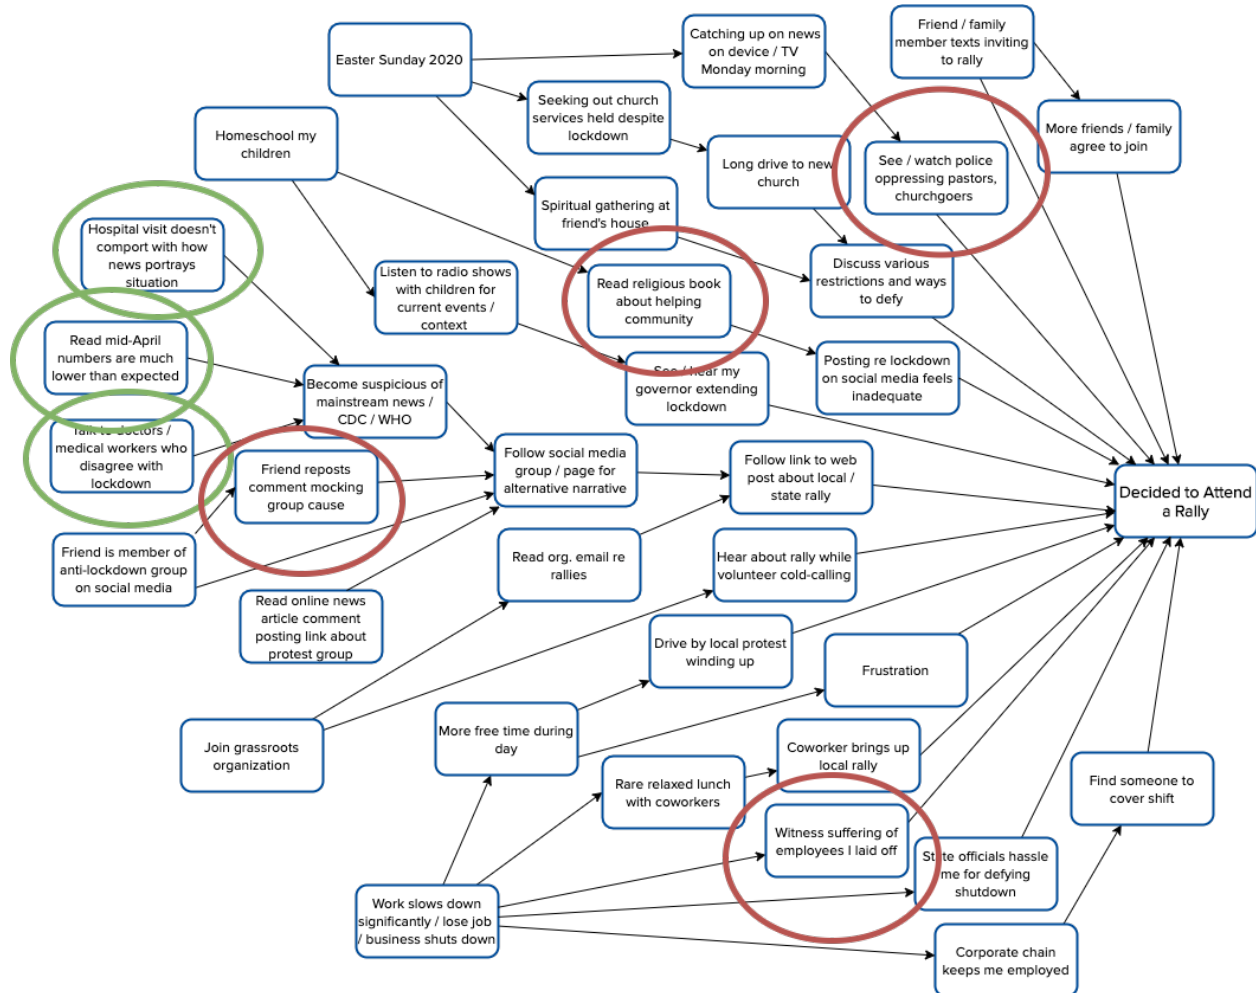 Easter Sunday 2020
Catching up on news
on device / TV
Monday morning
Friend / family
member texts inviting
to rally
Seeking out church
services held despite
lockdown
More friends / family
agree to join
Homeschool my
children
Long drive to new
church
See / watch police
oppressing pastors,
churchgoers
Spiritual gathering at
friend's house
Hospital visit doesn't
comport with how
news portrays
situation
Discuss various
restrictions and ways
to defy
Listen to radio shows
with children for
current events /
context
Read religious book
about helping
community
Read mid-April
numbers are much
lower than expected
Posting re lockdown
on social media feels
inadequate
See / hear my
governor extending
lockdown
Become suspicious of
mainstream news /
CDC / WHO
Talk to doctors /
medical workers who
disagree with
lockdown
Friend reposts
comment mocking
group cause
Follow social media
group / page for
alternative narrative
Follow link to web
post about local /
state rally
Decided to Attend
a Rally
Friend is member of
anti-lockdown group
on social media
Read org. email re
rallies
Hear about rally while
volunteer cold-calling
Read online news
article comment
posting link about
protest group
Drive by local protest
winding up
Frustration
Join grassroots
organization
More free time during
day
Coworker brings up
local rally
Rare relaxed lunch
with coworkers
Find someone to
cover shift
Witness suffering of
employees I laid off
State officials hassle
me for defying
shutdown
Work slows down
significantly / lose job
/ business shuts down
Corporate chain
keeps me employed